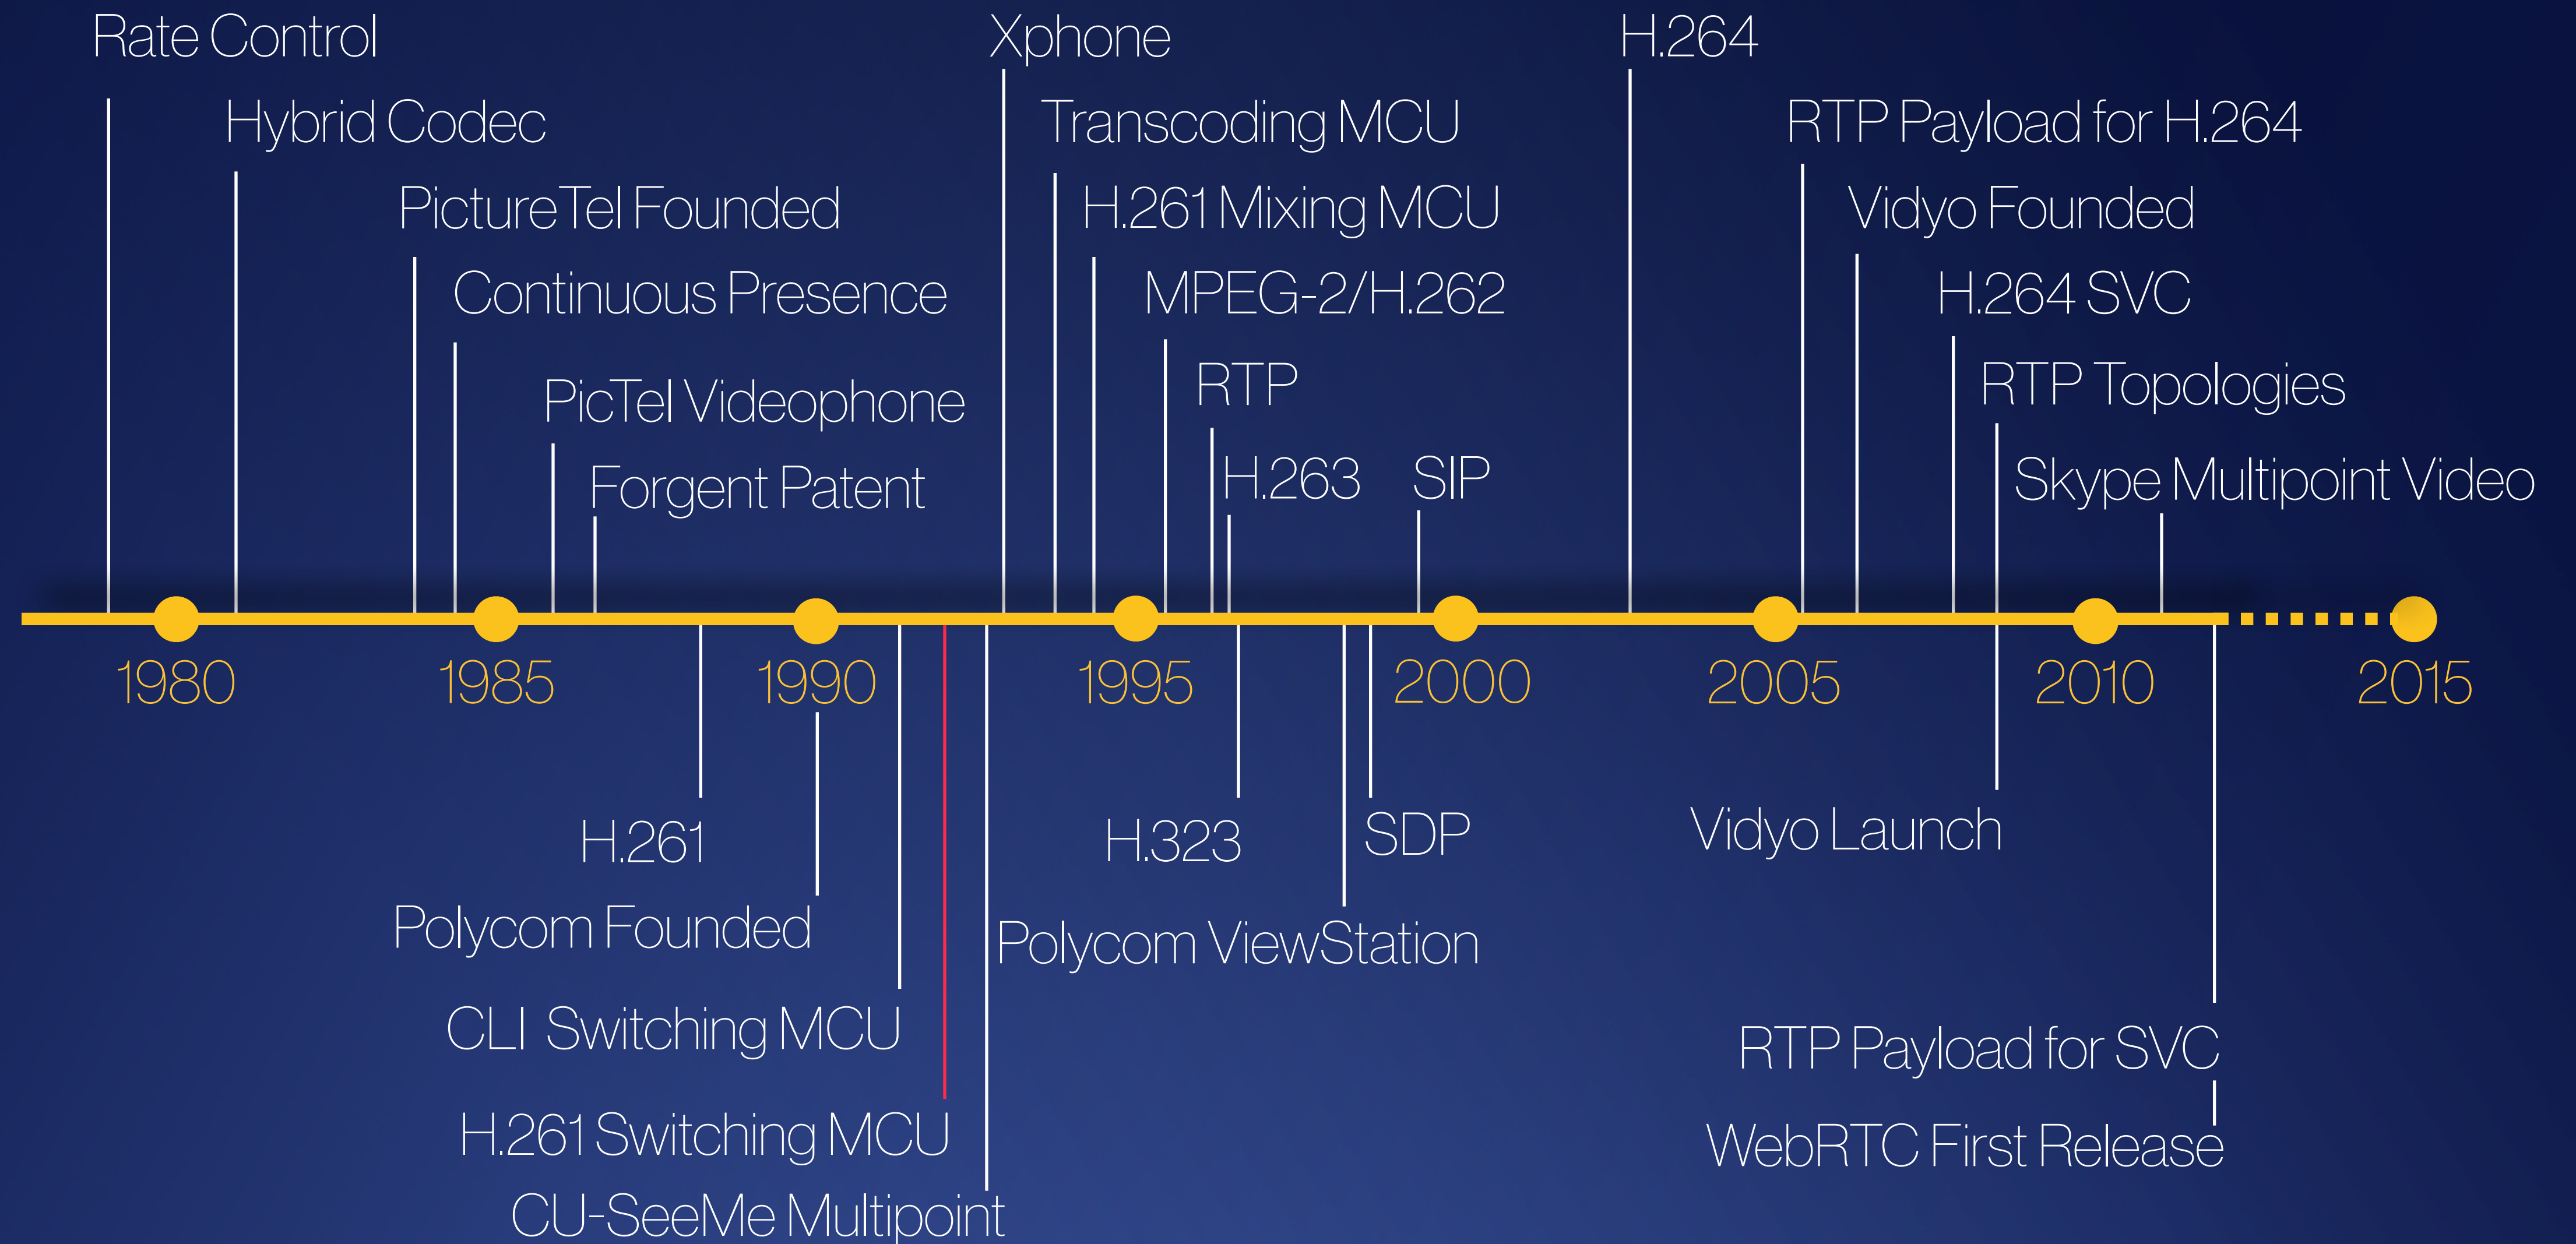 Rate Control
Xphone
H.264
Hybrid Codec
Transcoding MCU
RTP Payload for H.264
PictureTel Founded
H.261 Mixing MCU
Vidyo Founded
Continuous Presence
MPEG-2/H.262
H.264 SVC
RTP
RTP Topologies
PicTel Videophone
H.263
SIP
Skype Multipoint Video
Forgent Patent
1980
1985
1990
1995
2000
2005
2010
2015
H.261
H.323
SDP
Vidyo Launch
Polycom Founded
Polycom ViewStation
CLI Switching MCU
RTP Payload for SVC
H.261 Switching MCU
WebRTC First Release
CU-SeeMe Multipoint